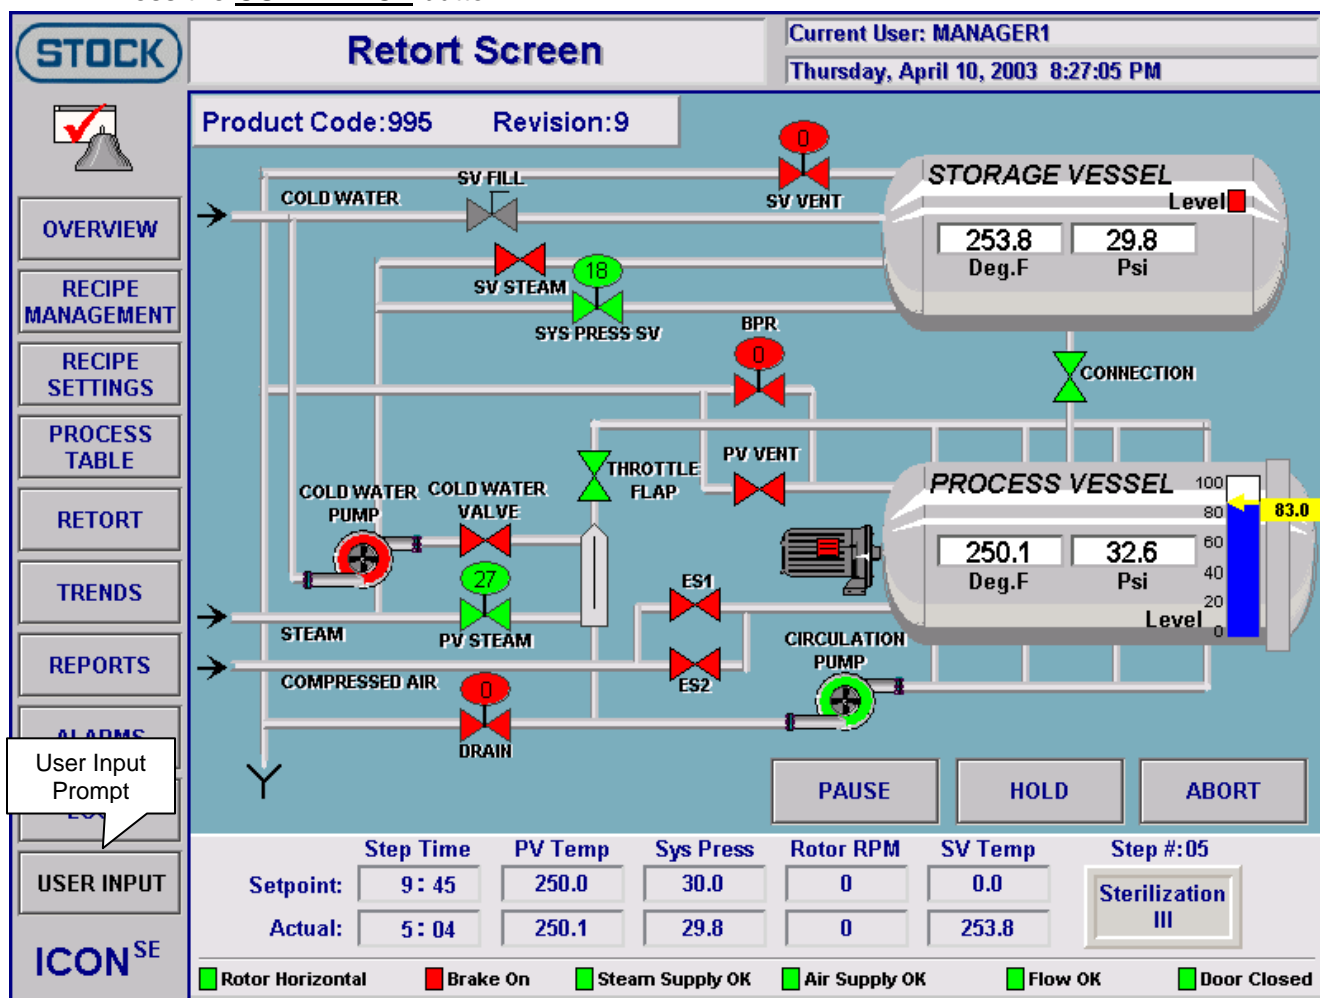 STOCK
Retort Screen
Current User: MANAGER1
Thursday, April 10, 2003 8:27:05 PM
Product Code:995 Revision:9
OVERVIEW
RECIPE
MANAGEMENT
RECIPE
SETTINGS
PROCESS
TABLE
RETORT
TRENDS
REPORTS
ALARMS
User Input
Prompt
USER INPUT
ICON SE
0
SV FILL
COLD WATER
SV VENT
STORAGE VESSEL
Level
253.8 29.8
Deg.F Psi
18
SV STEAM
SYS PRESS SV
BPR
0
CONNECTION
THROTTLE
FLAP
PV VENT
COLD WATER
PUMP
COLD WATER
VALVE
PROCESS VESSEL
100
80
60
40
20
0
83.0
250.1 32.6
Deg.F Psi
Level
27
STEAM
PV STEAM
ES1
ES2
CIRCULATION
PUMP
COMPRESSED AIR
0
DRAIN
PAUSE HOLD ABORT
Step Time PV Temp Sys Press Rotor RPM SV Temp Step #:05
Setpoint: 9:45 250.0 30.0 0 0.0
Actual: 5:04 250.1 29.8 0 253.8
Sterilization
III
Rotor Horizontal Brake On Steam Supply OK Air Supply OK Flow OK Door Closed